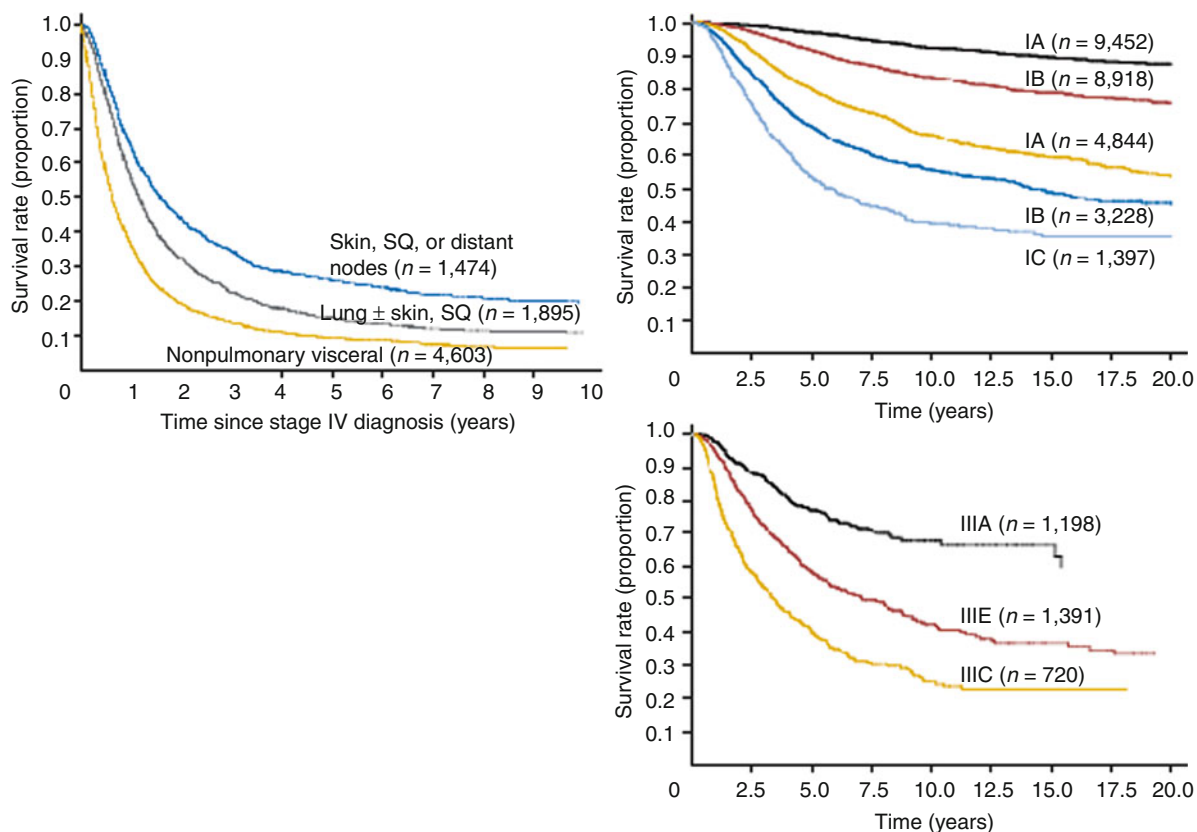 Survival rate (proportion)
1.0
0.9
0.8
0.7
0.6
0.5
0.4
0.3
0.2
0.1
Skin, SQ, or distant
nodes (n = 1,474)
Lung ± skin, SQ (n = 1,895)
Nonpulmonary visceral (n = 4,603)
0 1 2 3 4 5 6 7 8 9 10
Time since stage IV diagnosis (years)
Survival rate (proportion)
1.0
0.9
0.8
0.7
0.6
0.5
0.4
0.3
0.2
0.1
IA (n = 9,452)
IB (n = 8,918)
IA (n = 4,844)
IB (n = 3,228)
IC (n = 1,397)
0 2.5 5.0 7.5 10.0 12.5 15.0 17.5 20.0
Time (years)
Survival rate (proportion)
1.0
0.9
0.8
0.7
0.6
0.5
0.4
0.3
0.2
0.1
IIIA (n = 1,198)
IIIE (n = 1,391)
IIIC (n = 720)
0 2.5 5.0 7.5 10.0 12.5 15.0 17.5 20.0
Time (years)